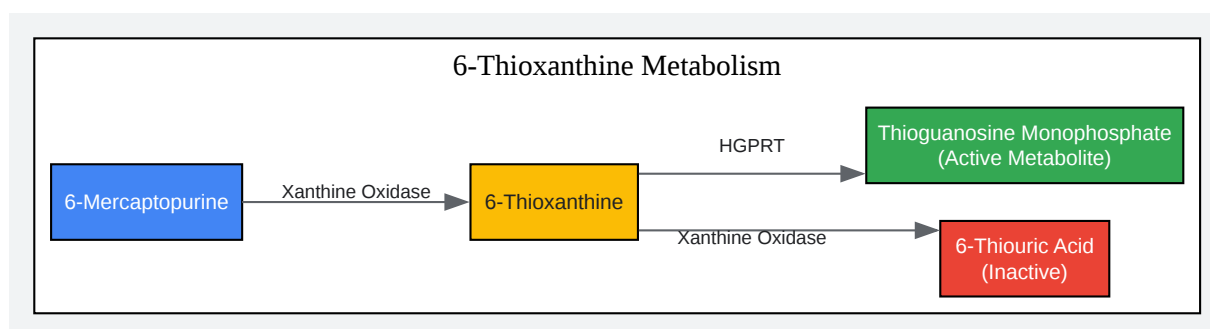 6-Thioxanthine Metabolism
6-Mercaptopurine
Xanthine Oxidase
6-Thioxanthine
HGPRT
Thioguanosine Monophosphate
(Active Metabolite)
Xanthine Oxidase
6-Thiouric Acid
(Inactive)